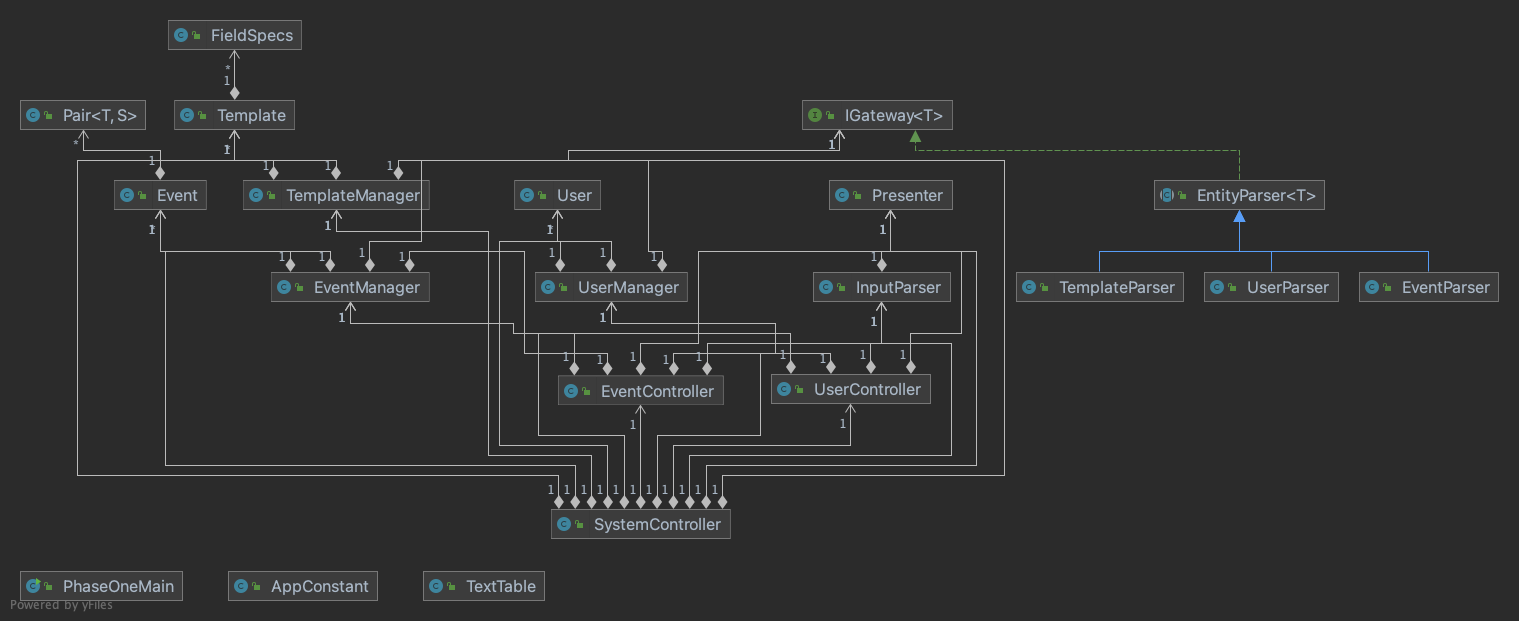 FieldSpecs
*
1
Pair<T, S>
Template
IGateway<T>
*
1
1
1
1
1
1
Event
TemplateManager
User
Presenter
EntityParser<T>
1
1
1
1
1
1
1
1
1
1
1
1
EventManager
UserManager
InputParser
TemplateParser
UserParser
EventParser
1
1
1
1
1
1
1
1
1
1
1
1
EventController
UserController
1
1
1
1
1
1
1
1
1
1
1
1
1
SystemController
PhaseOneMain
AppConstant
TextTable
Powered by yFiles